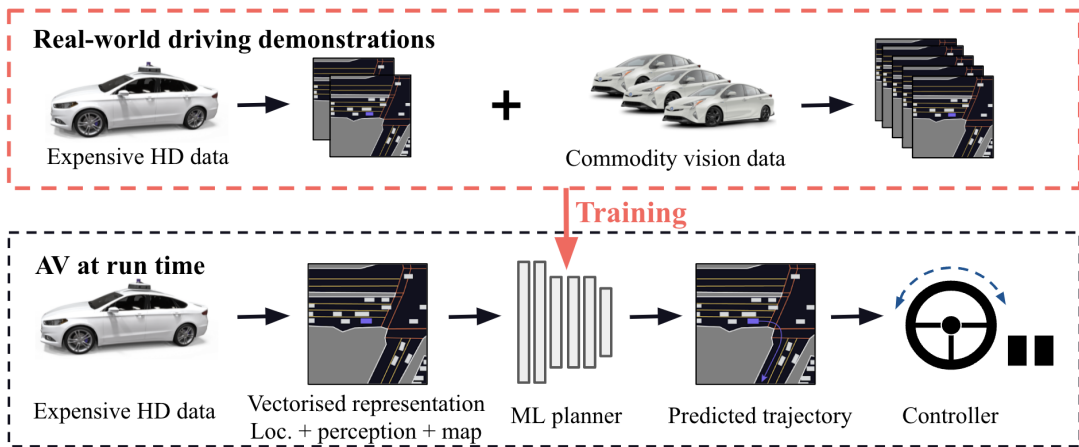 Real-world driving demonstrations
+
Expensive HD data
Commodity vision data
Training
AV at run time
Expensive HD data
Vectorised representation
Loc. + perception + map
ML planner
Predicted trajectory
Controller